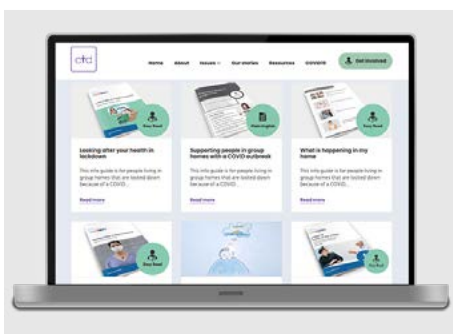 cid
Home About Issues Our stories Resources COVID19 Get involved
Easy Read
Plain English
Easy Read
Looking after your health in
lockdown
Supporting people in group
homes with a COVID outbreak
What is happening in my
home
This info guide is for people living in
group homes that are locked down
because of a COVID...
This info guide is for people living in
group homes that are locked down
because of a COVID...
This info guide is for people living in
group homes that are locked down
because of a COVID...
Read more
Read more
Read more
Easy Read
Easy Read